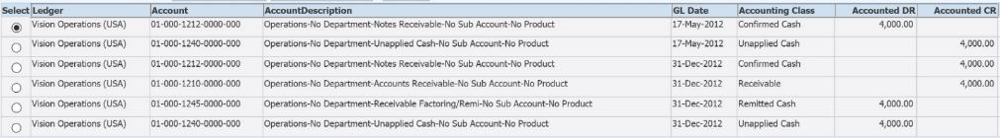 Select Ledger Account AccountDescription GL Date Accounting Class Accounted DR Accounted CR
Vision Operations (USA) 01-000-1212-0000-000 Operations-No Department-Notes Receivable-No Sub Account-No Product 17-May-2012 Confirmed Cash 4,000.00
Vision Operations (USA) 01-000-1240-0000-000 Operations-No Department-Unapplied Cash-No Sub Account-No Product 17-May-2012 Unapplied Cash 4,000.00
Vision Operations (USA) 01-000-1212-0000-000 Operations-No Department-Notes Receivable-No Sub Account-No Product 31-Dec-2012 Confirmed Cash 4,000.00
Vision Operations (USA) 01-000-1210-0000-000 Operations-No Department-Accounts Receivable-No Sub Account-No Product 31-Dec-2012 Receivable 4,000.00
Vision Operations (USA) 01-000-1245-0000-000 Operations-No Department-Receivable Factoring/Remi-No Sub Account-No Product 31-Dec-2012 Remitted Cash 4,000.00
Vision Operations (USA) 01-000-1240-0000-000 Operations-No Department-Unapplied Cash-No Sub Account-No Product 31-Dec-2012 Unapplied Cash 4,000.00